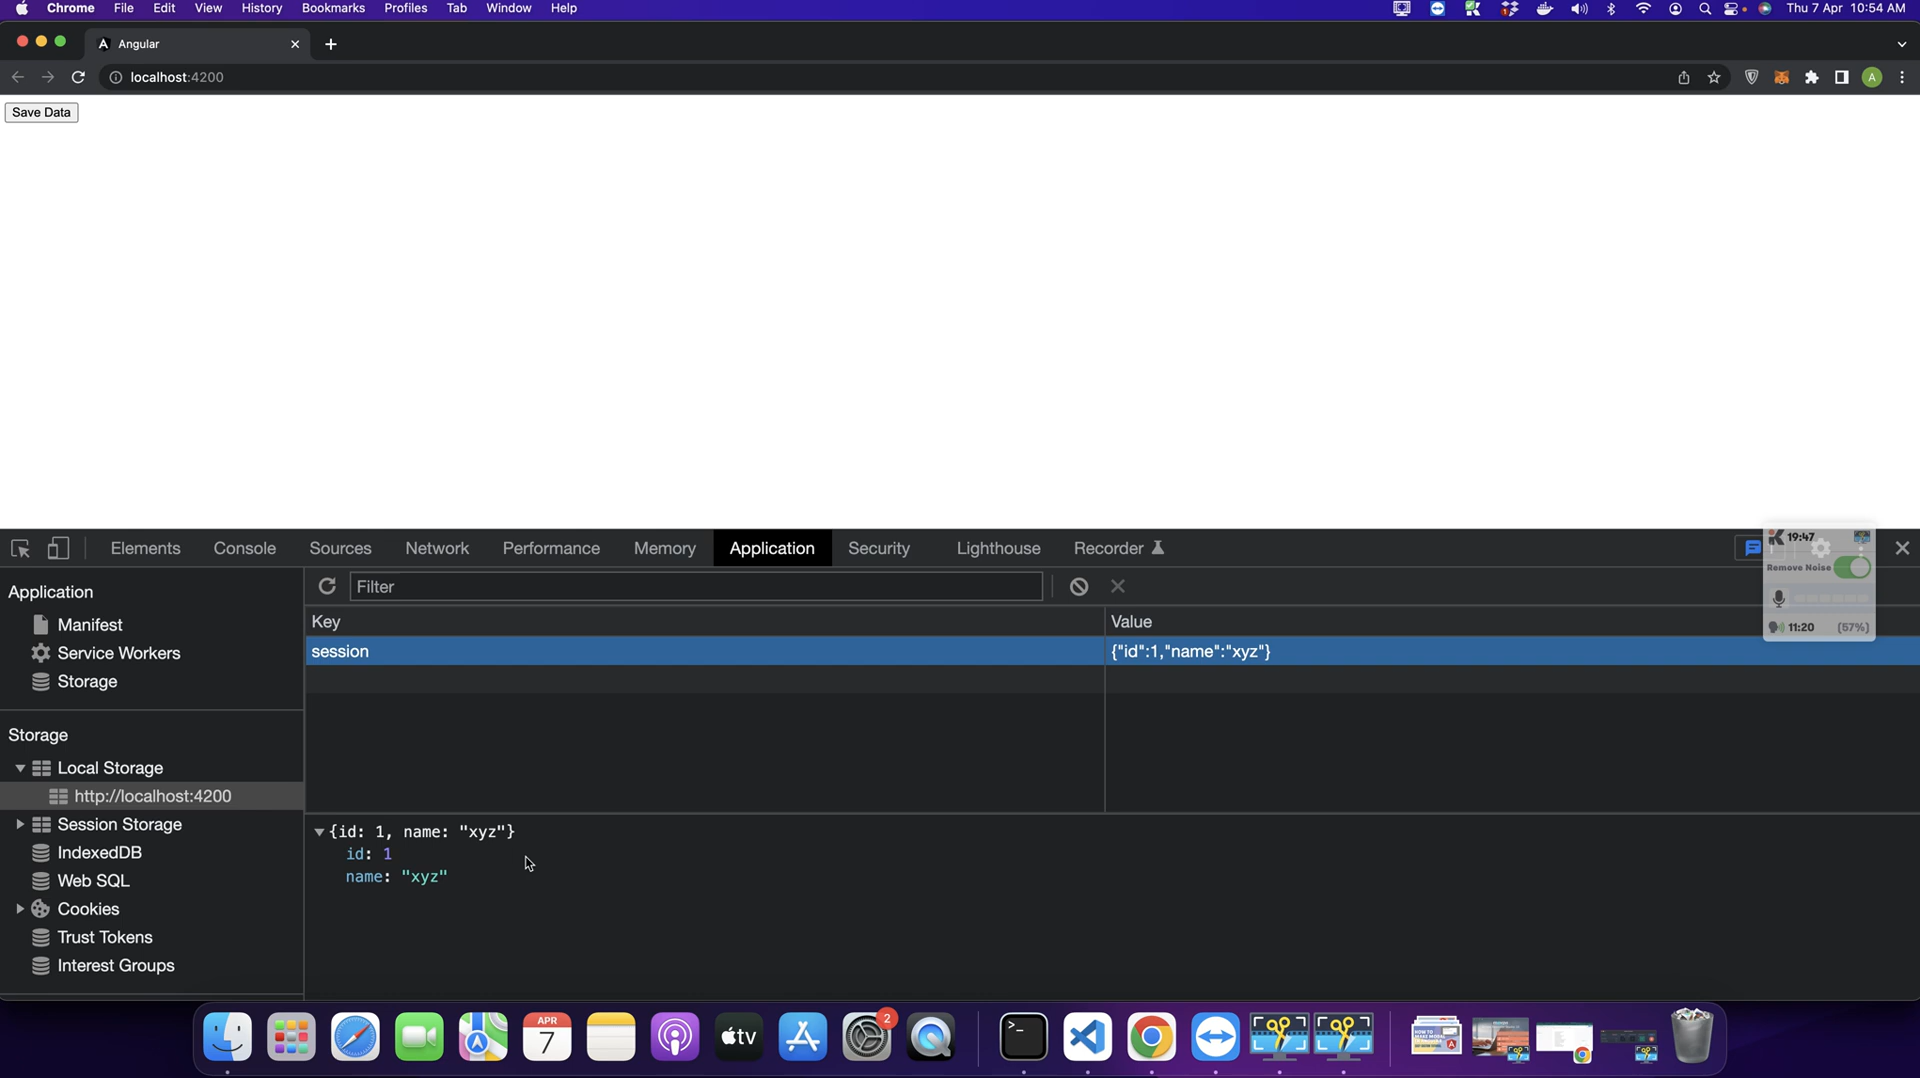 Chrome File Edit View History Bookmarks Profiles Tab Window Help Thu 7 Apr 10:54 AM
Angular
localhost:4200 A
Save Data
Elements Console Sources Network Performance Memory Application Security Lighthouse Recorder
19:47
Remove Noise
11:20 (57%)
Application
Manifest
Service Workers
Storage
Storage
Local Storage
http://localhost:4200
Session Storage
IndexedDB
Web SQL
Cookies
Trust Tokens
Interest Groups
Filter
Key Value
session {"id":1,"name":"xyz"}
{id: 1, name: "xyz"}
id: 1
name: "xyz"
APR
7
tv
2